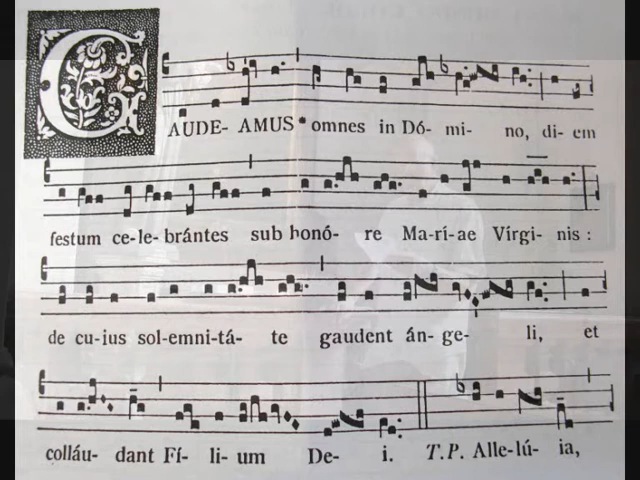 GAUDE- AMUS * omnes in Dó- mi- no, di- em
festum ce-le-brántes sub honó- re Ma-rí-ae Vírgi- nis :
de cu-ius sol-emni-tá- te gaudent ánge- li, et
colláu- dant Fí- li- um De- i. T.P. Alle-lú- ia,